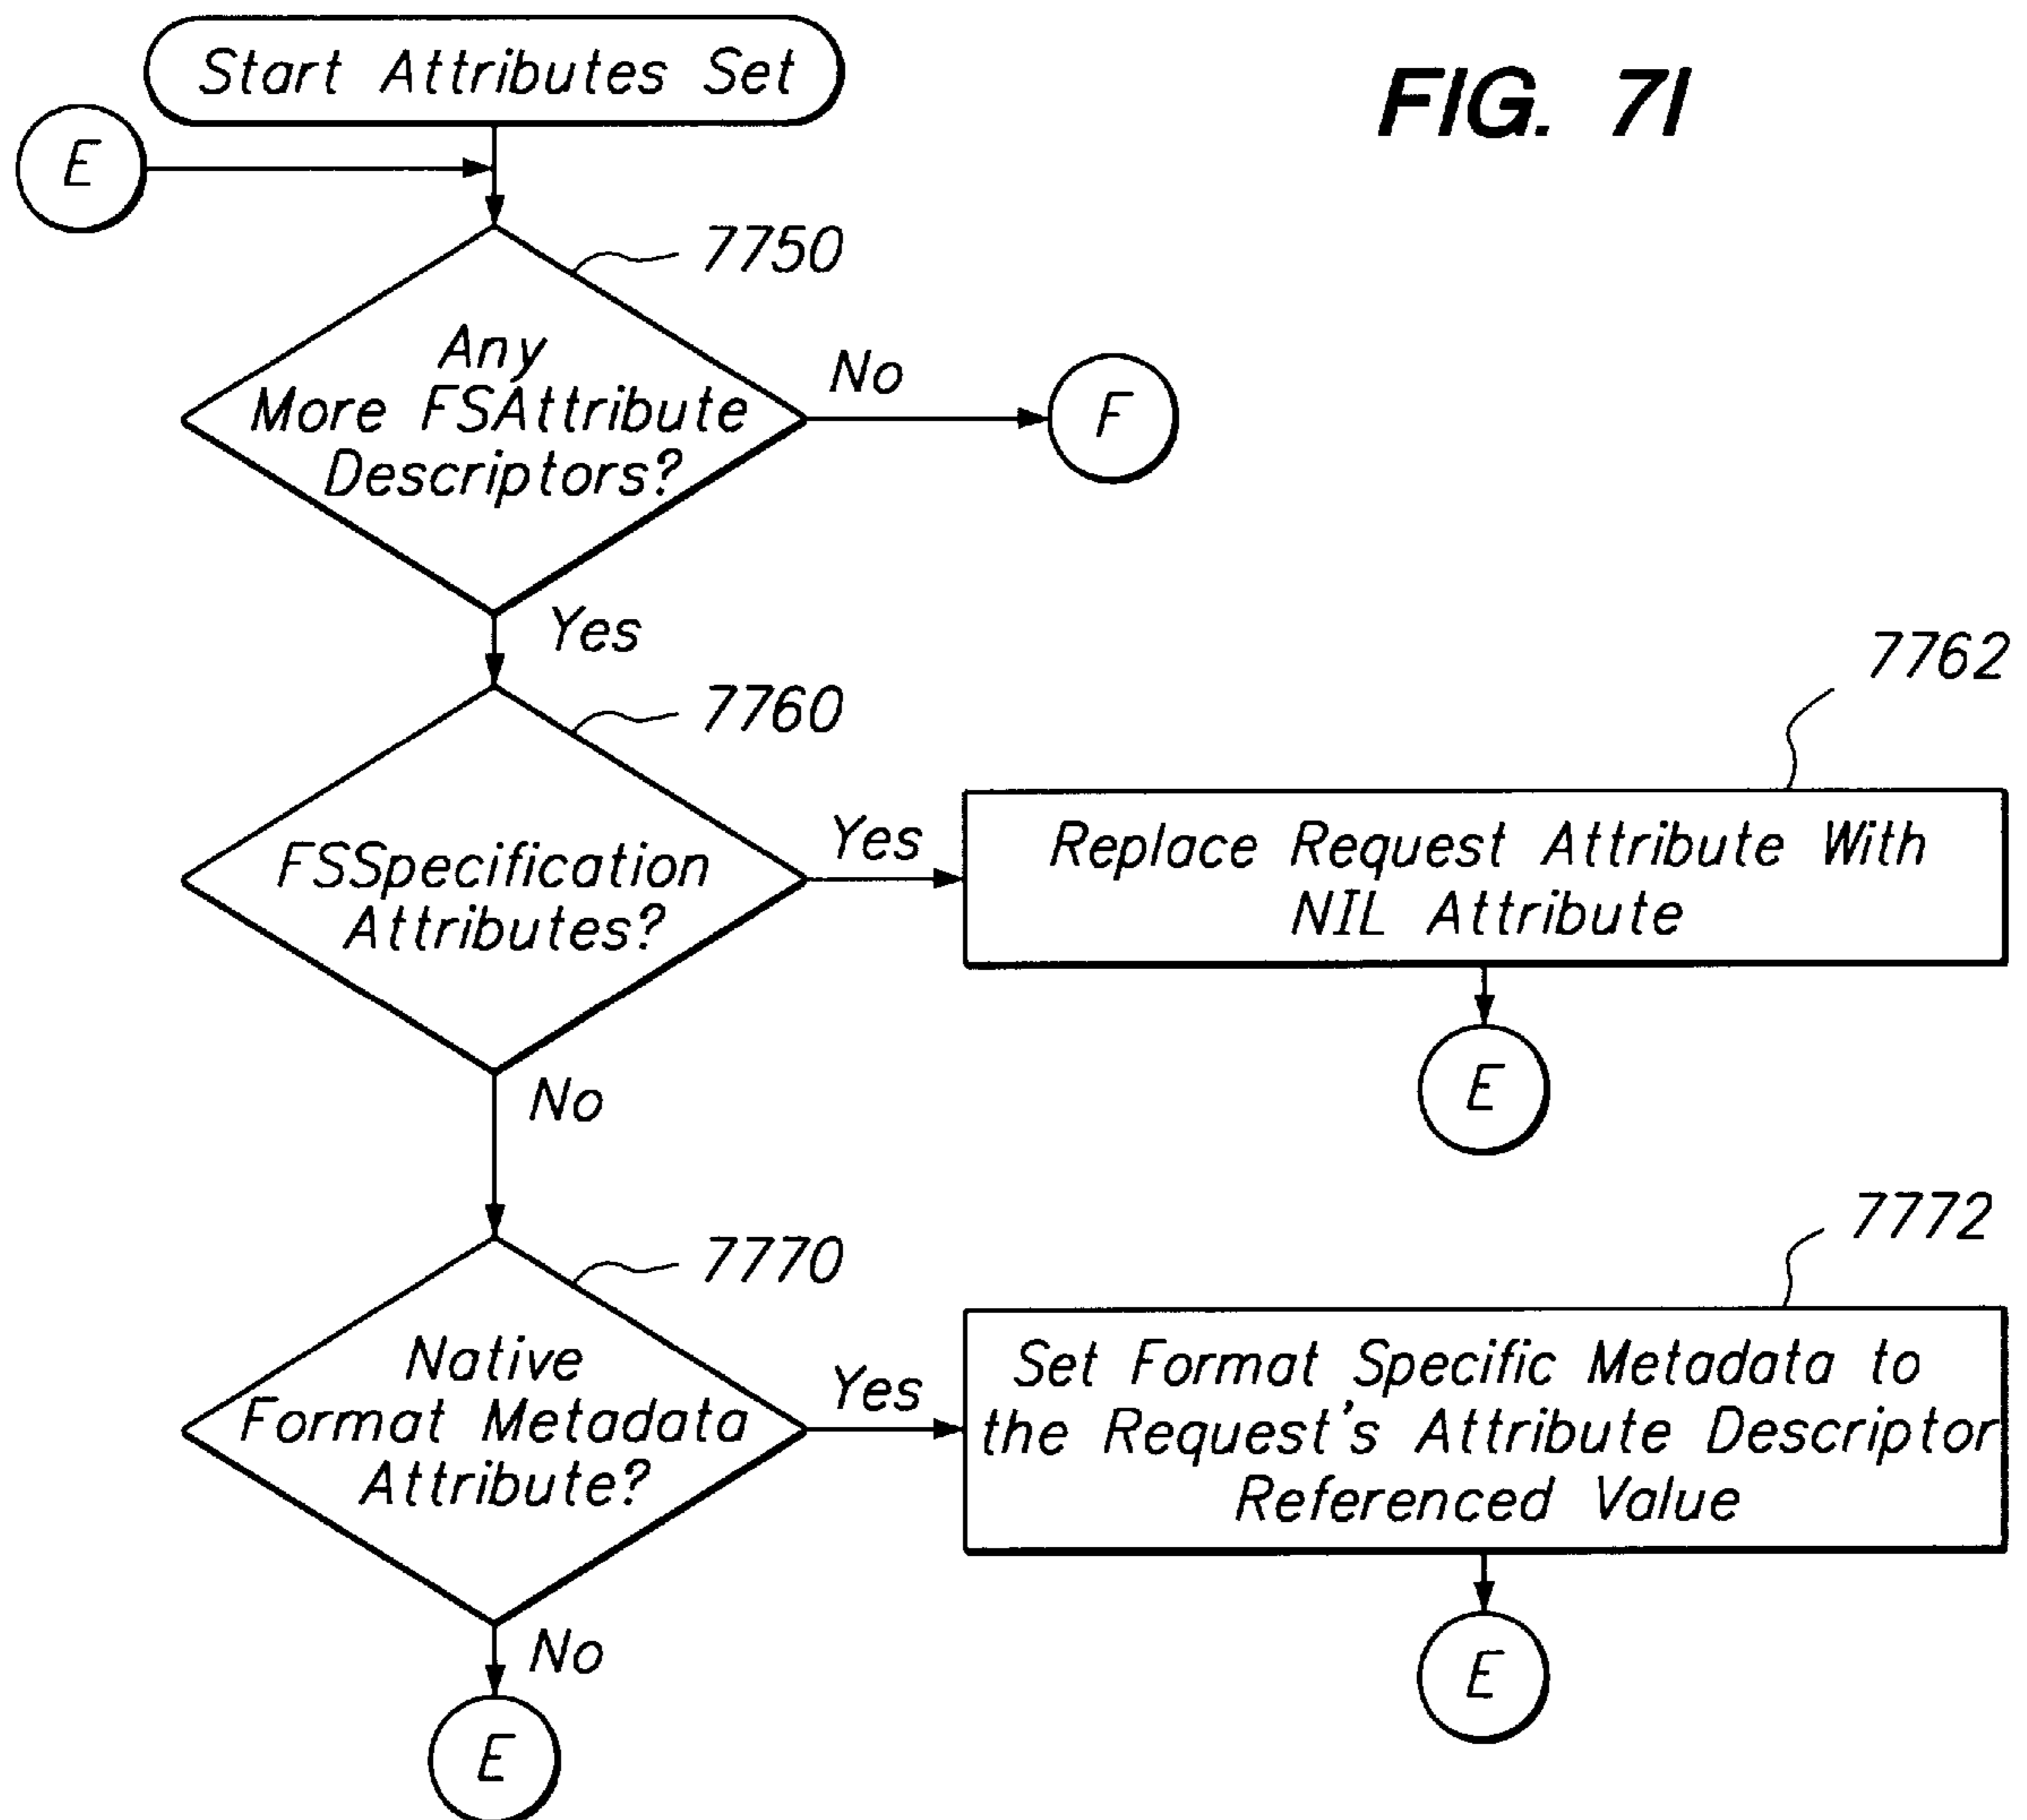 Start Attributes Set
FIG. 7I
E
7750
Any
More FSAttribute
Descriptors?
No
F
Yes
7760
FSSpecification
Attributes?
Yes
7762
Replace Request Attribute With
NIL Attribute
E
No
7770
Native
Format Metadata
Attribute?
Yes
7772
Set Format Specific Metadata to
the Request's Attribute Descriptor
Referenced Value
E
No
E